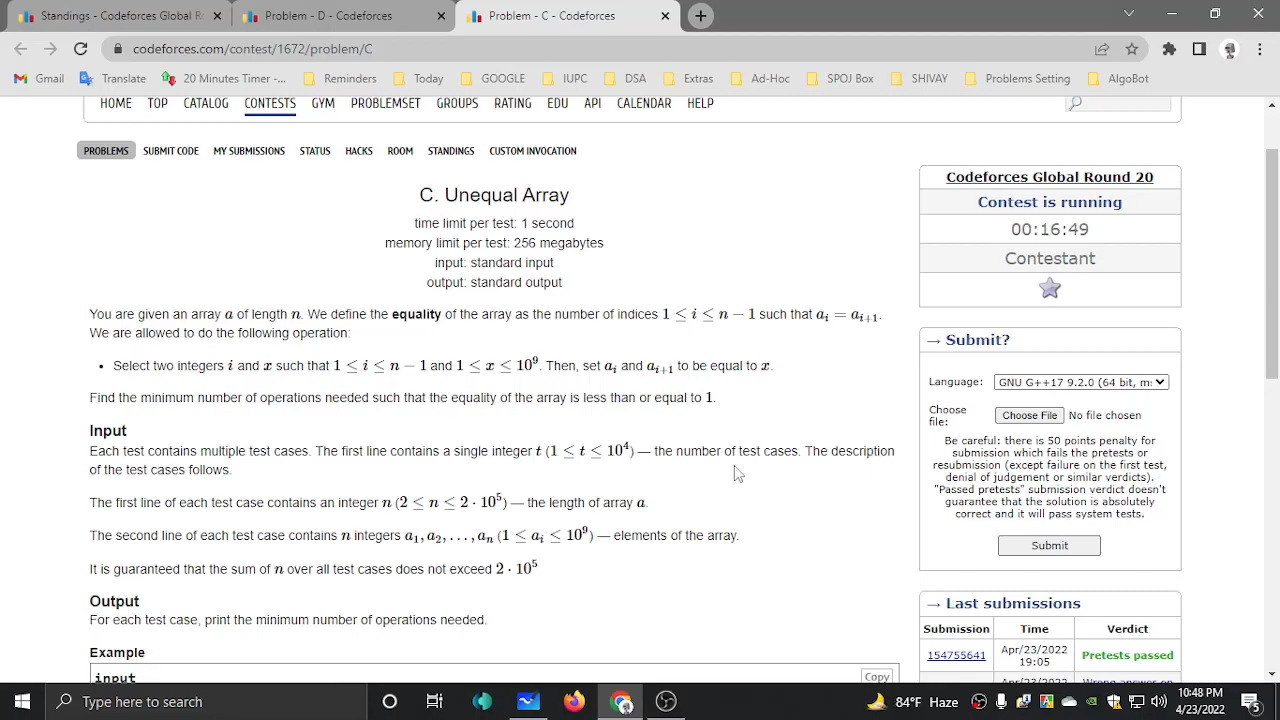 Standings - Codeforces Global R
Problem - D - Codeforces
Problem - C - Codeforces
codeforces.com/contest/1672/problem/C
Gmail Translate 20 Minutes Timer -... Reminders Today GOOGLE IUPC DSA Extras Ad-Hoc SPOJ Box SHIVAY Problems Setting AlgoBot
HOME TOP CATALOG CONTESTS GYM PROBLEMSET GROUPS RATING EDU API CALENDAR HELP
PROBLEMS SUBMIT CODE MY SUBMISSIONS STATUS HACKS ROOM STANDINGS CUSTOM INVOCATION
C. Unequal Array
time limit per test: 1 second
memory limit per test: 256 megabytes
input: standard input
output: standard output
You are given an array a of length n. We define the equality of the array as the number of indices 1 ≤ i ≤ n − 1 such that a_i = a_{i+1}.
We are allowed to do the following operation:
• Select two integers i and x such that 1 ≤ i ≤ n − 1 and 1 ≤ x ≤ 10^9. Then, set a_i and a_{i+1} to be equal to x.
Find the minimum number of operations needed such that the equality of the array is less than or equal to 1.
Input
Each test contains multiple test cases. The first line contains a single integer t (1 ≤ t ≤ 10^4) — the number of test cases. The description
of the test cases follows.
The first line of each test case contains an integer n (2 ≤ n ≤ 2 · 10^5) — the length of array a.
The second line of each test case contains n integers a_1, a_2, . . . , a_n (1 ≤ a_i ≤ 10^9) — elements of the array.
It is guaranteed that the sum of n over all test cases does not exceed 2 · 10^5
Output
For each test case, print the minimum number of operations needed.
Example
input
Copy
Codeforces Global Round 20
Contest is running
00:16:49
Contestant
→ Submit?
Language: GNU G++17 9.2.0 (64 bit, m
Choose
file:
Choose File No file chosen
Be careful: there is 50 points penalty for
submission which fails the pretests or
resubmission (except failure on the first test,
denial of judgement or similar verdicts).
"Passed pretests" submission verdict doesn't
guarantee that the solution is absolutely
correct and it will pass system tests.
Submit
→ Last submissions
Submission Time Verdict
154755641 Apr/23/2022 Pretests passed
19:05
Type here to search
84°F Haze
10:48 PM
4/23/2022
5